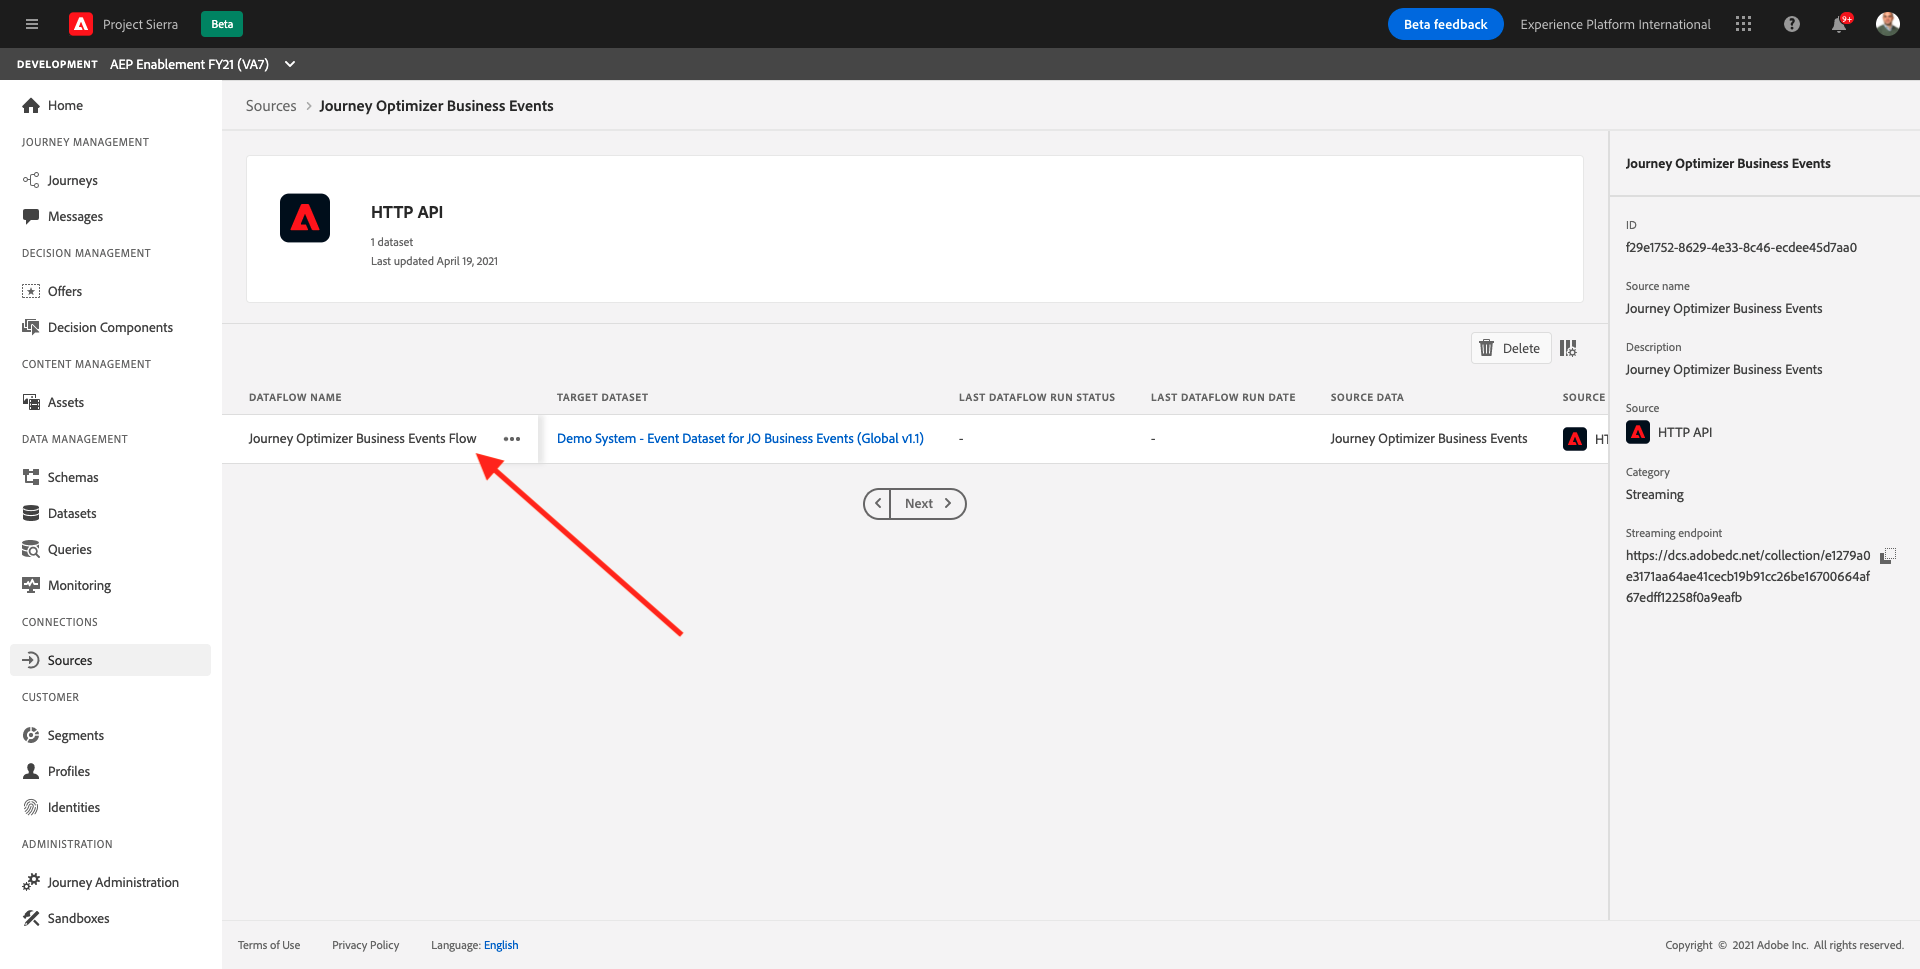 Project Sierra
Beta
Beta feedback
Experience Platform International
9+
DEVELOPMENT AEP Enablement FY21 (VA7)
Home
JOURNEY MANAGEMENT
Journeys
Messages
DECISION MANAGEMENT
Offers
Decision Components
CONTENT MANAGEMENT
Assets
DATA MANAGEMENT
Schemas
Datasets
Queries
Monitoring
CONNECTIONS
Sources
CUSTOMER
Segments
Profiles
Identities
ADMINISTRATION
Journey Administration
Sandboxes
Sources > Journey Optimizer Business Events
HTTP API
1 dataset
Last updated April 19, 2021
Delete
DATAFLOW NAME TARGET DATASET LAST DATAFLOW RUN STATUS LAST DATAFLOW RUN DATE SOURCE DATA SOURCE
Journey Optimizer Business Events Flow ••• Demo System - Event Dataset for JO Business Events (Global v1.1) - - Journey Optimizer Business Events HT
Next
Journey Optimizer Business Events
ID
f29e1752-8629-4e33-8c46-ecdee45d7aa0
Source name
Journey Optimizer Business Events
Description
Journey Optimizer Business Events
Source
HTTP API
Category
Streaming
Streaming endpoint
https://dcs.adobedc.net/collection/e1279a0
e3171aa64ae41cecb19b91cc26be16700664af
67edff12258f0a9eafb
Terms of Use Privacy Policy Language: English
Copyright © 2021 Adobe Inc. All rights reserved.